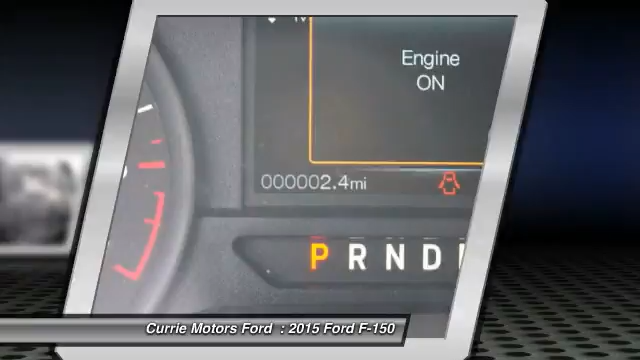 Engine
ON
000002.4mi
P R N D
Currie Motors Ford : 2015 Ford F-150